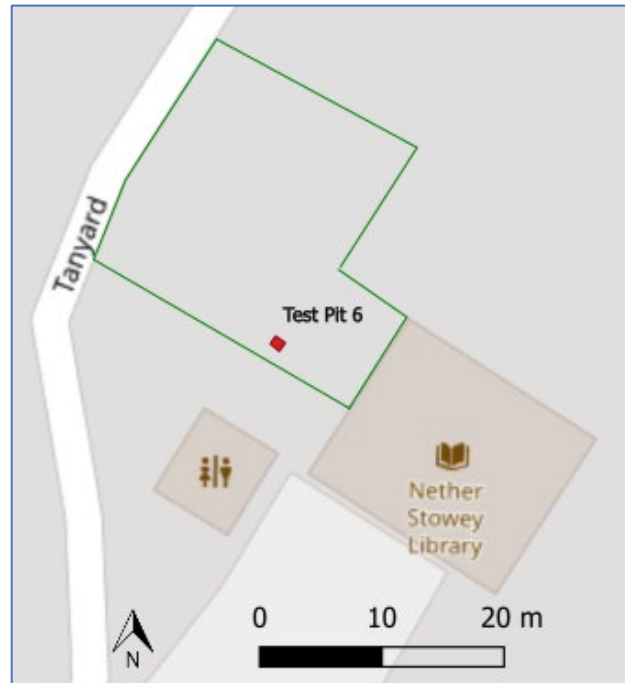 Tanyard
Test Pit 6
Nether
Stowey
Library
0 10 20 m
N